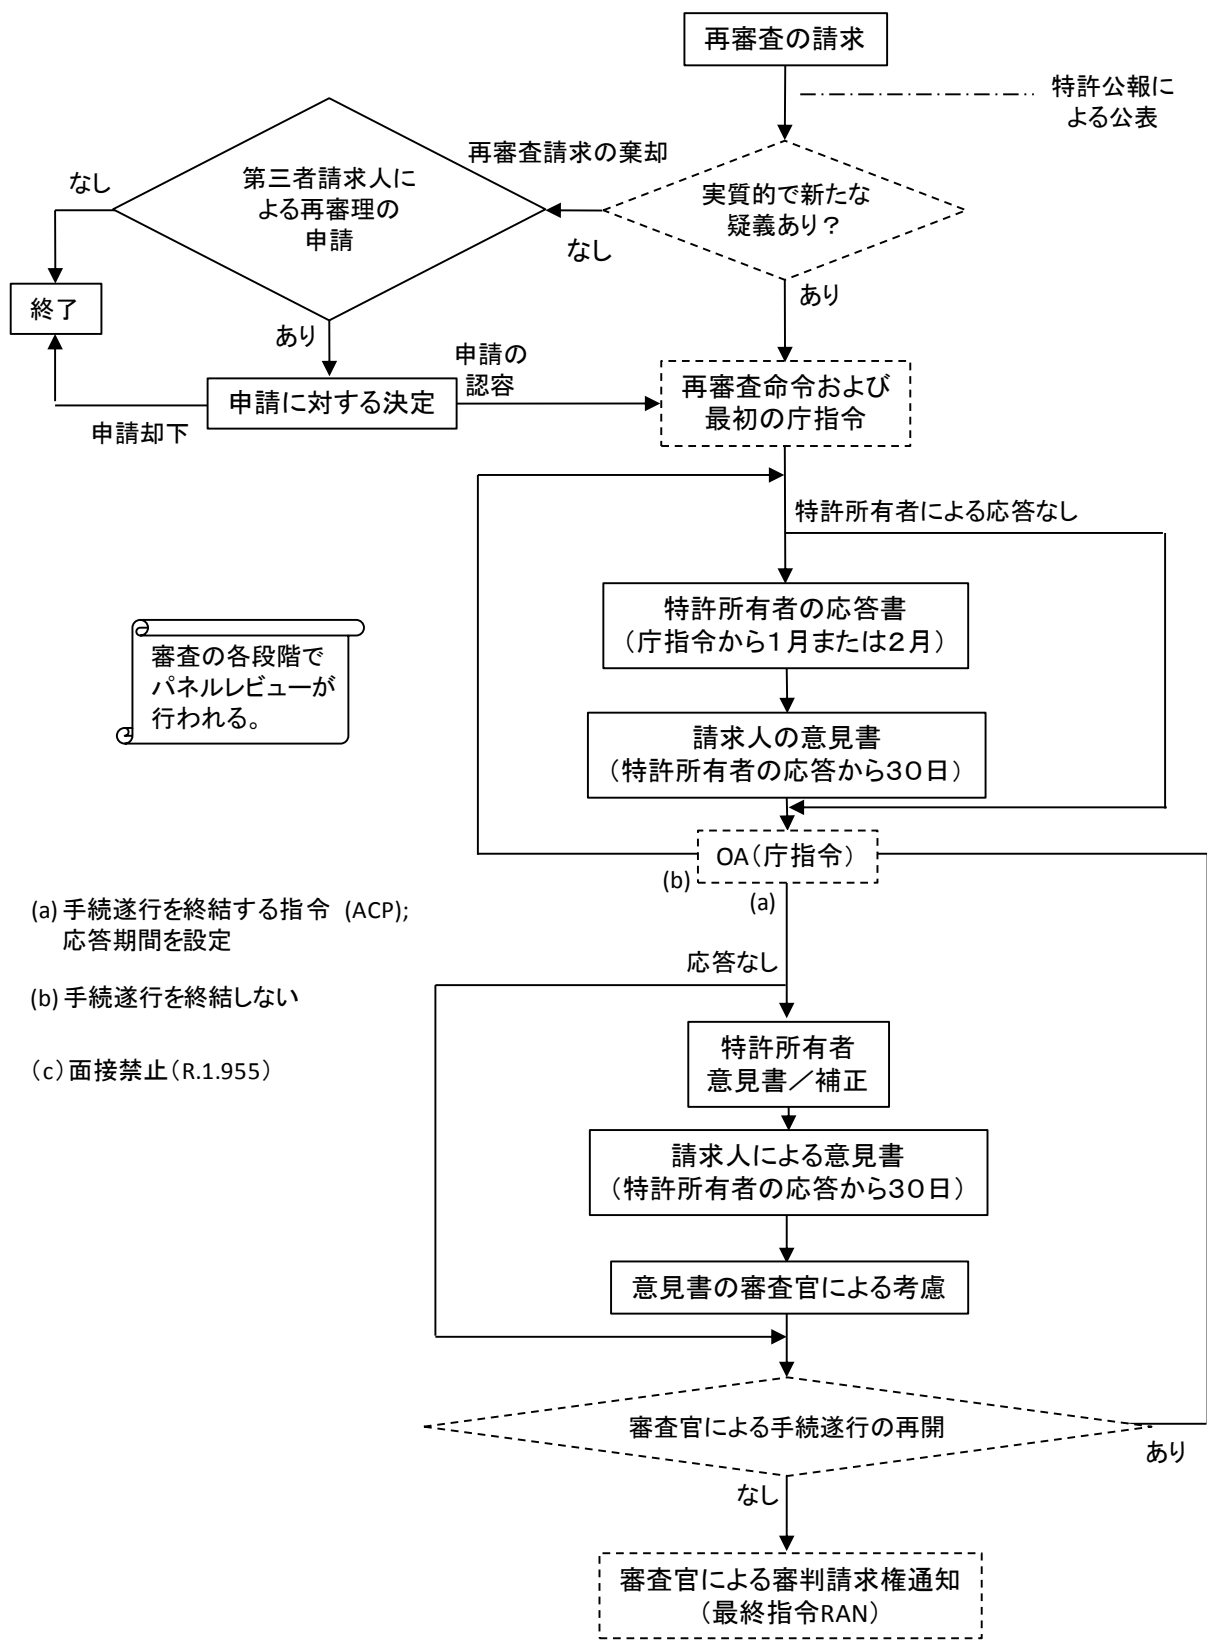 再審査の請求
特許公報に
よる公表
再審査請求の棄却
実質的で新たな
疑義あり?
なし
あり
第三者請求人に
よる再審理の
申請
なし
終了
あり
申請に対する決定
申請却下
申請の
認容
再審査命令および
最初の庁指令
特許所有者による応答なし
特許所有者の応答書
(庁指令から1月または2月)
審査の各段階で
パネルレビューが
行われる。
請求人の意見書
(特許所有者の応答から30日)
OA(庁指令)
(b)
(a)
(a) 手続遂行を終結する指令 (ACP);
応答期間を設定
(b) 手続遂行を終結しない
(c)面接禁止(R.1.955)
応答なし
特許所有者
意見書/補正
請求人による意見書
(特許所有者の応答から30日)
意見書の審査官による考慮
審査官による手続遂行の再開
あり
なし
審査官による審判請求権通知
(最終指令RAN)